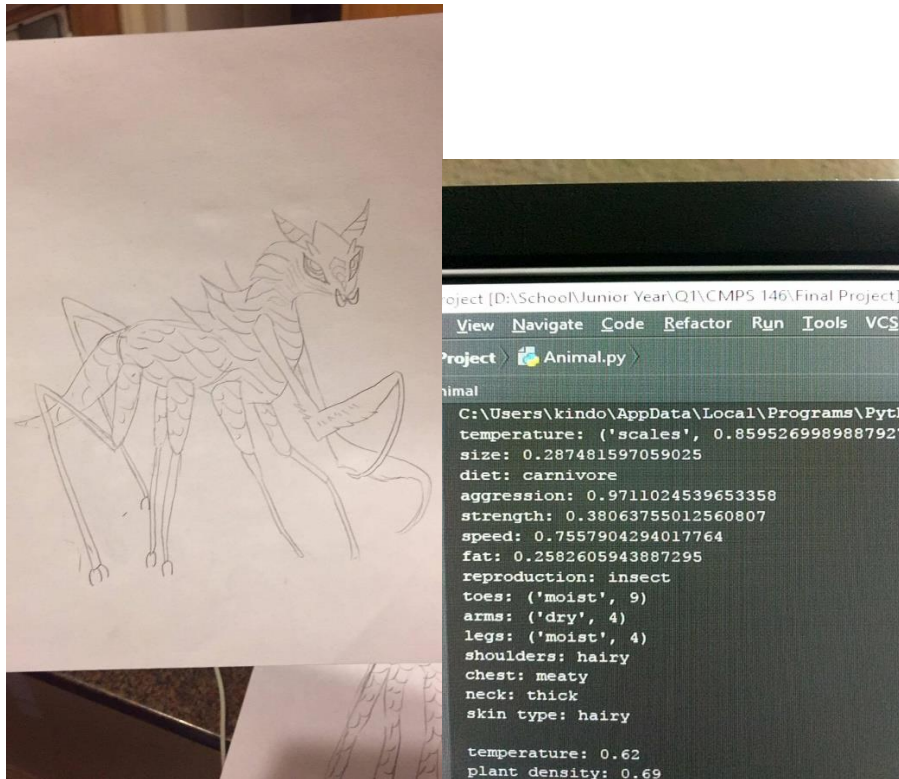 roject [D:\School\Junior Year\Q1\CMPS 146\Final Project]
View Navigate Code Refactor Run Tools VCS
Project Animal.py
nimal
C:\Users\kindo\AppData\Local\Programs\Pyt
temperature: ('scales', 0.859526998988792
size: 0.287481597059025
diet: carnivore
aggression: 0.9711024539653358
strength: 0.38063755012560807
speed: 0.7557904294017764
fat: 0.2582605943887295
reproduction: insect
toes: ('moist', 9)
arms: ('dry', 4)
legs: ('moist', 4)
shoulders: hairy
chest: meaty
neck: thick
skin type: hairy
temperature: 0.62
plant density: 0.69